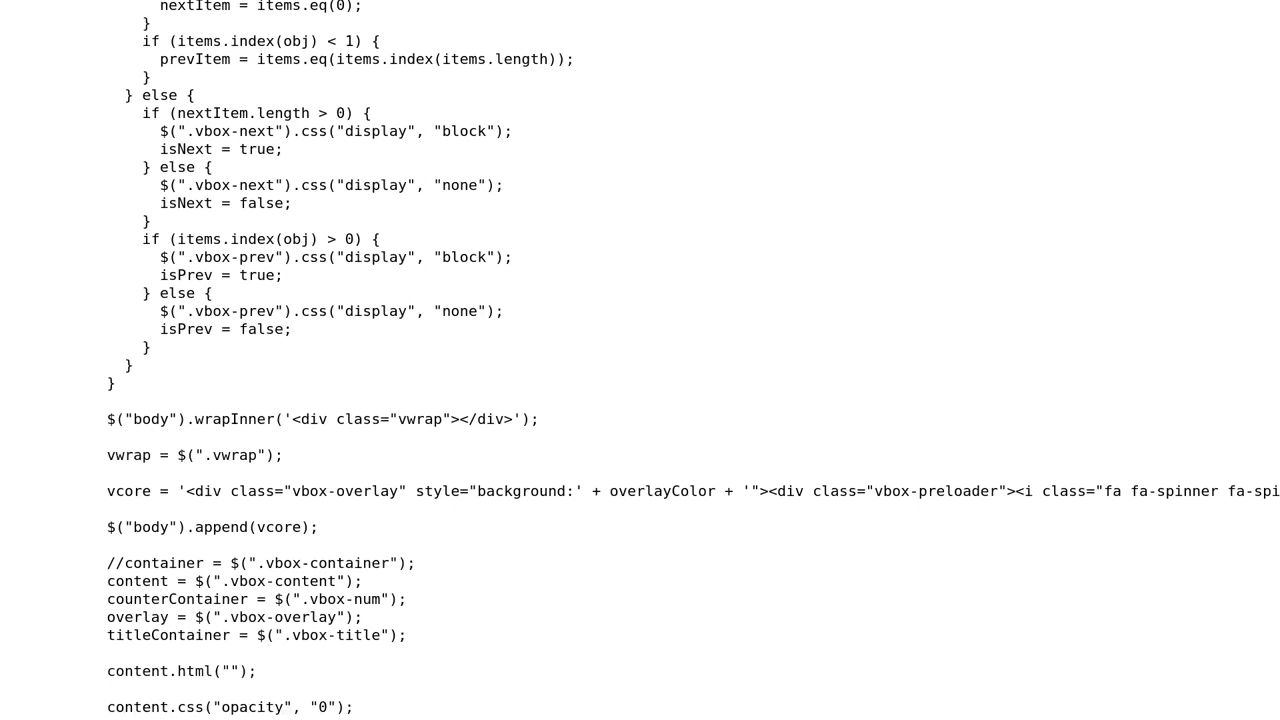 nextItem = items.eq(0);
}
if (items.index(obj) < 1) {
prevItem = items.eq(items.index(items.length));
}
} else {
if (nextItem.length > 0) {
$(".vbox-next").css("display", "block");
isNext = true;
} else {
$(".vbox-next").css("display", "none");
isNext = false;
}
if (items.index(obj) > 0) {
$(".vbox-prev").css("display", "block");
isPrev = true;
} else {
$(".vbox-prev").css("display", "none");
isPrev = false;
}
}
}
$("body").wrapInner('<div class="vwrap"></div>');
vwrap = $(".vwrap");
vcore = '<div class="vbox-overlay" style="background:' + overlayColor + '"><div class="vbox-preloader"><i class="fa fa-spinner fa-spi
$("body").append(vcore);
//container = $(".vbox-container");
content = $(".vbox-content");
counterContainer = $(".vbox-num");
overlay = $(".vbox-overlay");
titleContainer = $(".vbox-title");
content.html("");
content.css("opacity", "0");